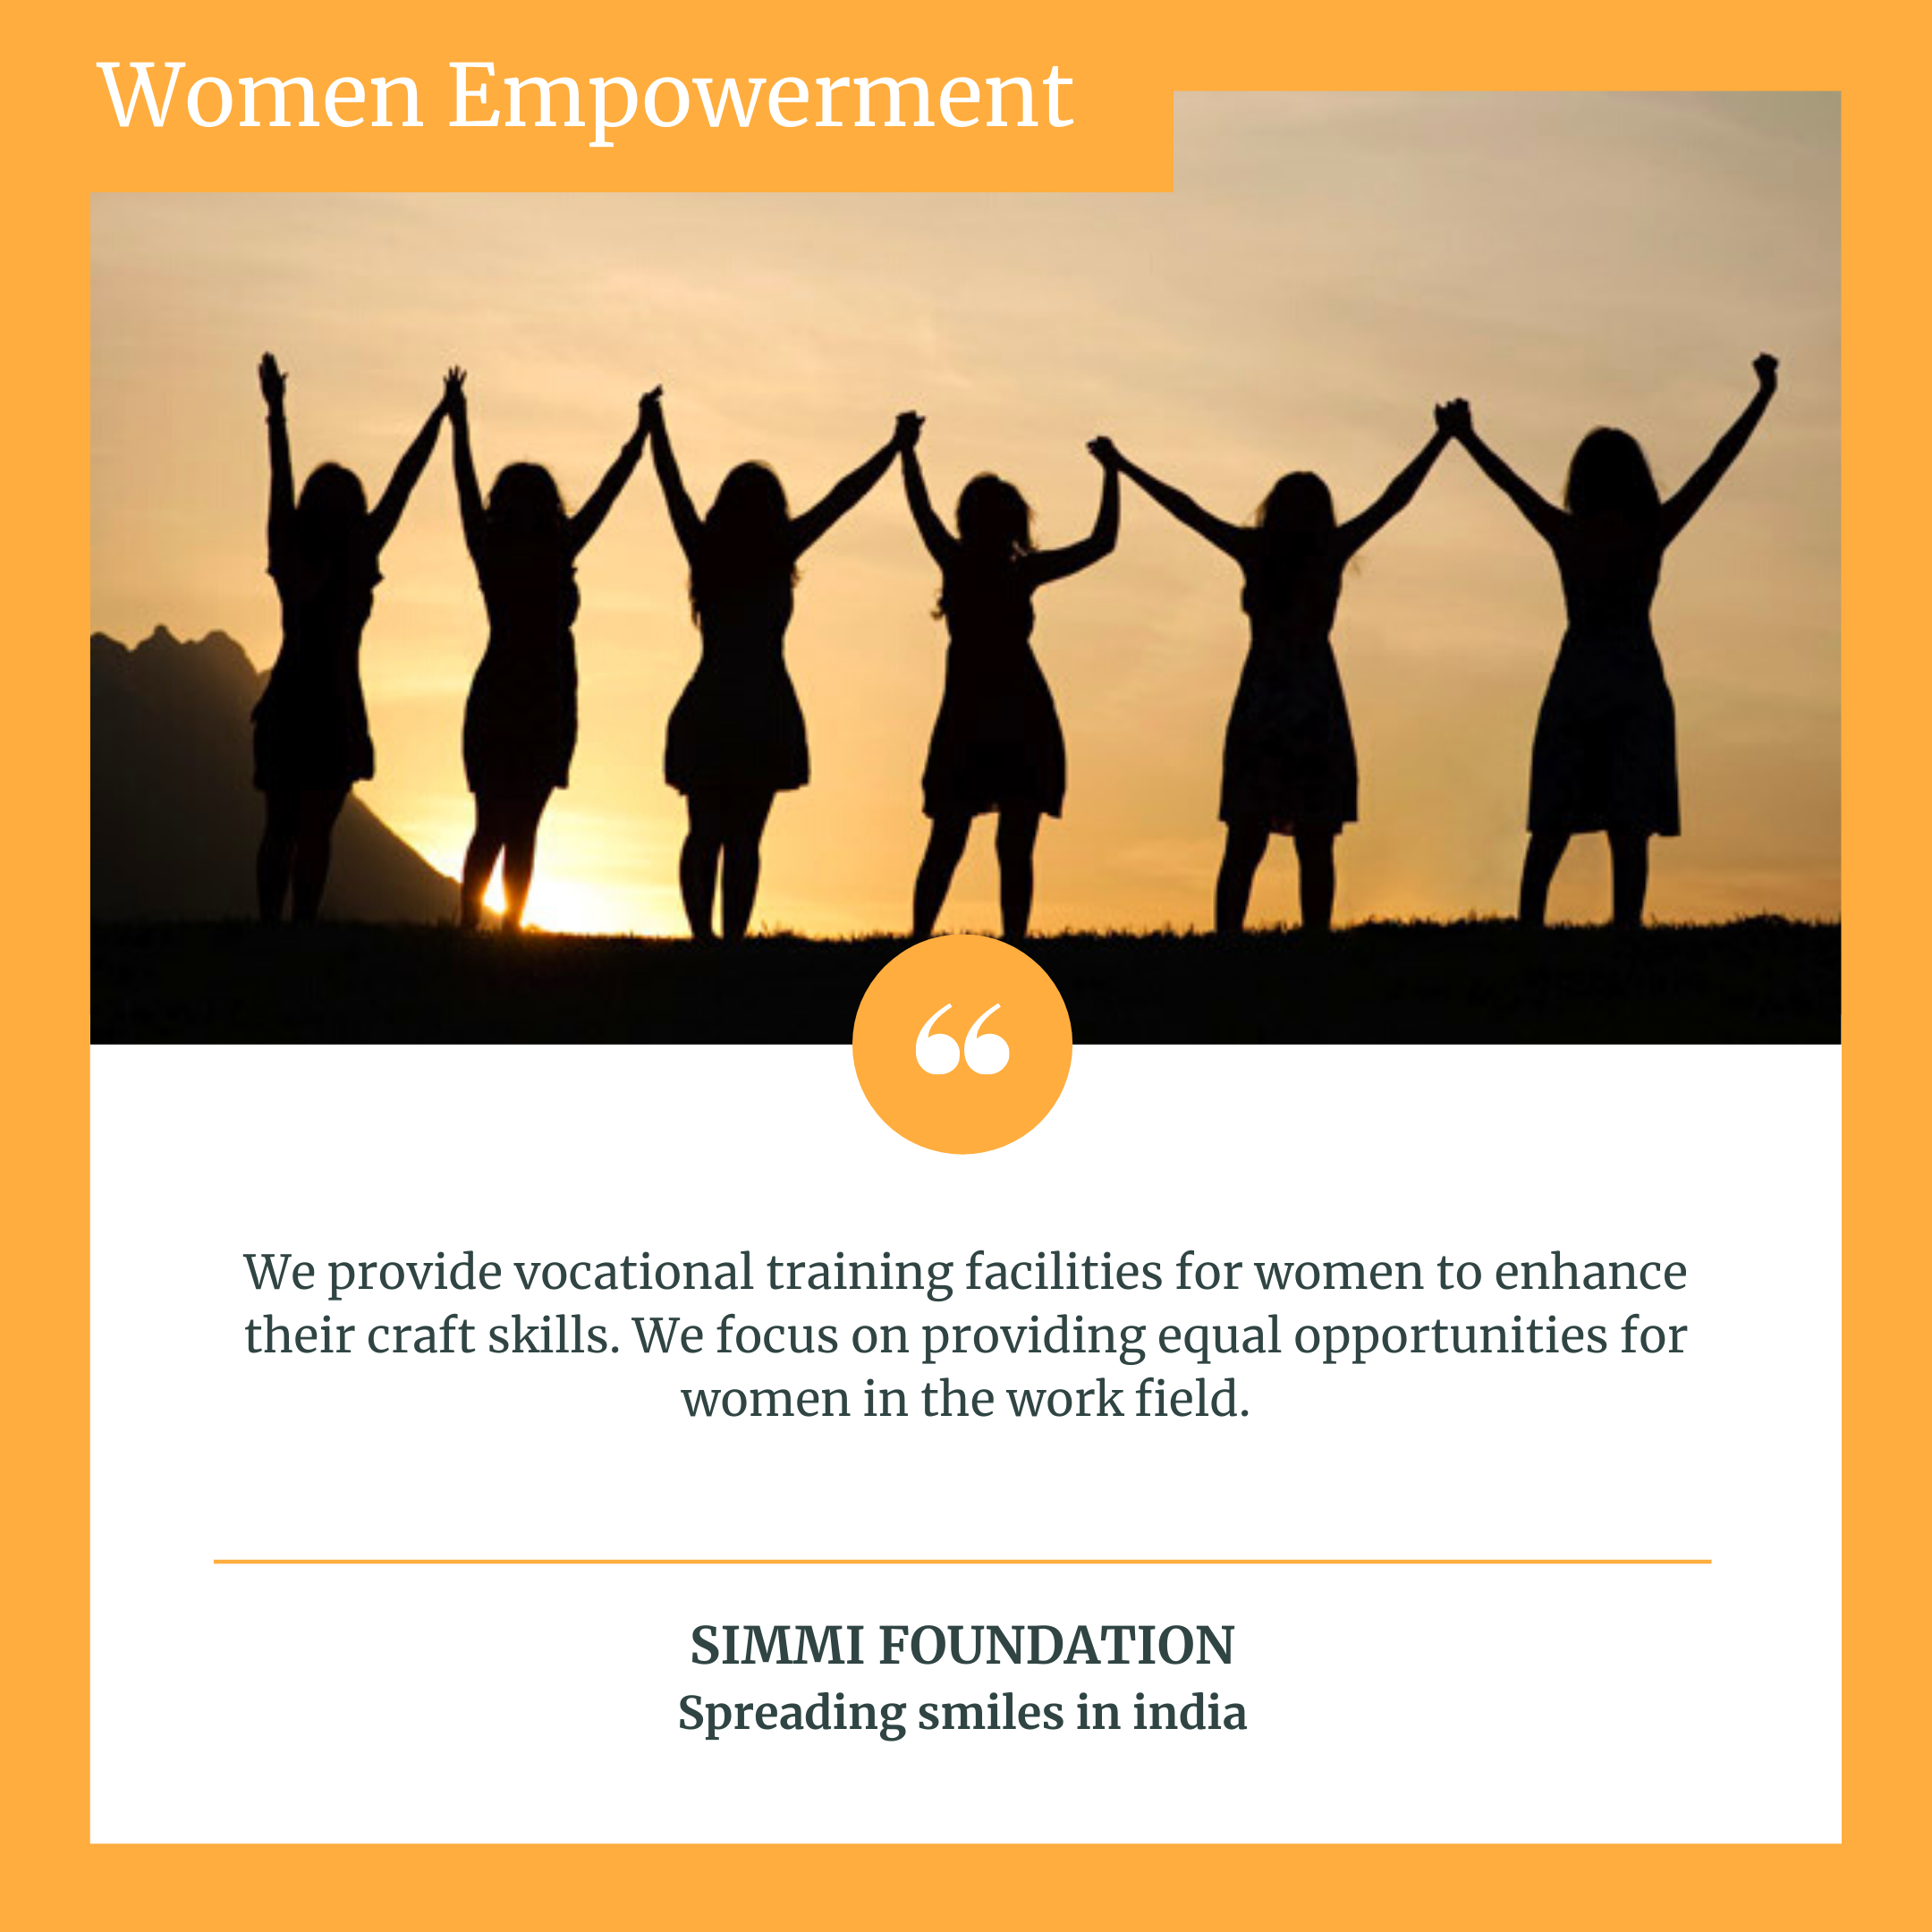 Women Empowerment
“
We provide vocational training facilities for women to enhance
their craft skills. We focus on providing equal opportunities for
women in the work field.
SIMMI FOUNDATION
Spreading smiles in india